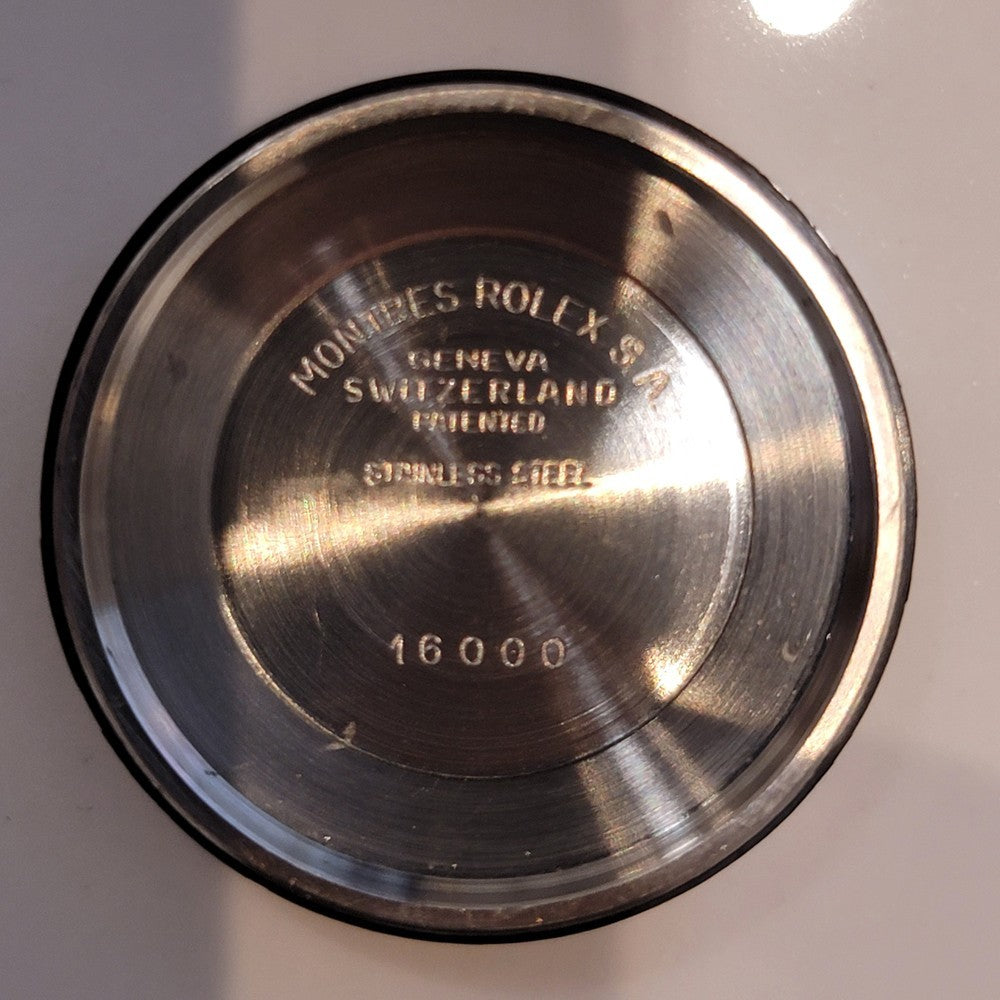 MONTRES ROLEX S.A
GENEVA
SWITZERLAND
PATENTED
STAINLESS STEEL
16000